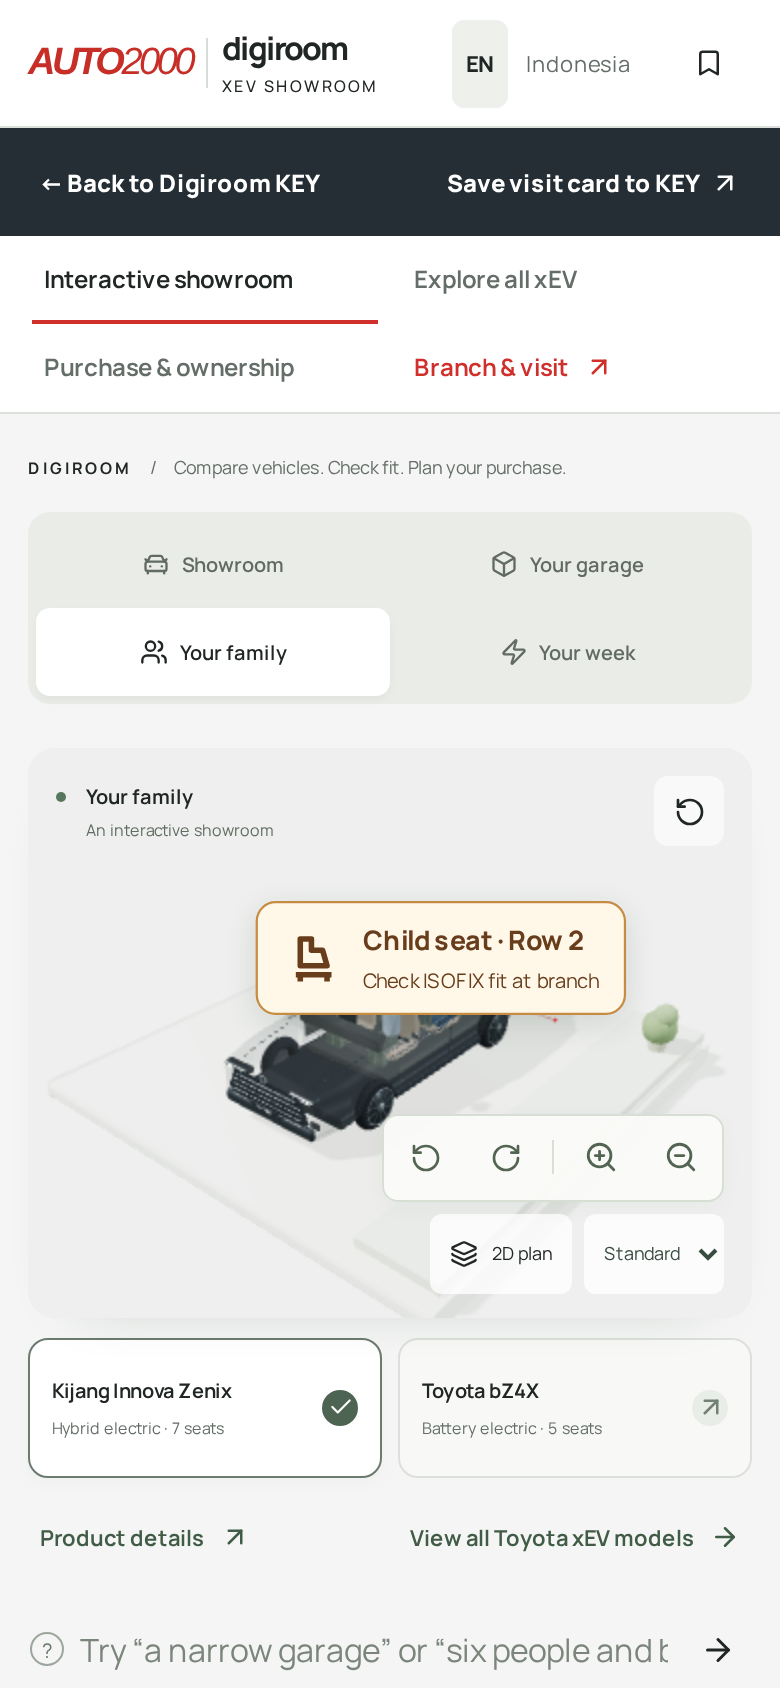 AUTO2000
digiroom
XEV SHOWROOM
EN
Indonesia
← Back to Digiroom KEY
Save visit card to KEY
Interactive showroom
Explore all xEV
Purchase & ownership
Branch & visit
DIGIROOM / Compare vehicles. Check fit. Plan your purchase.
Showroom
Your garage
Your family
Your week
Your family
An interactive showroom
Child seat · Row 2
Check ISOFIX fit at branch
2D plan
Standard
Kijang Innova Zenix
Hybrid electric · 7 seats
Toyota bZ4X
Battery electric · 5 seats
Product details
View all Toyota xEV models
? Try “a narrow garage” or “six people and